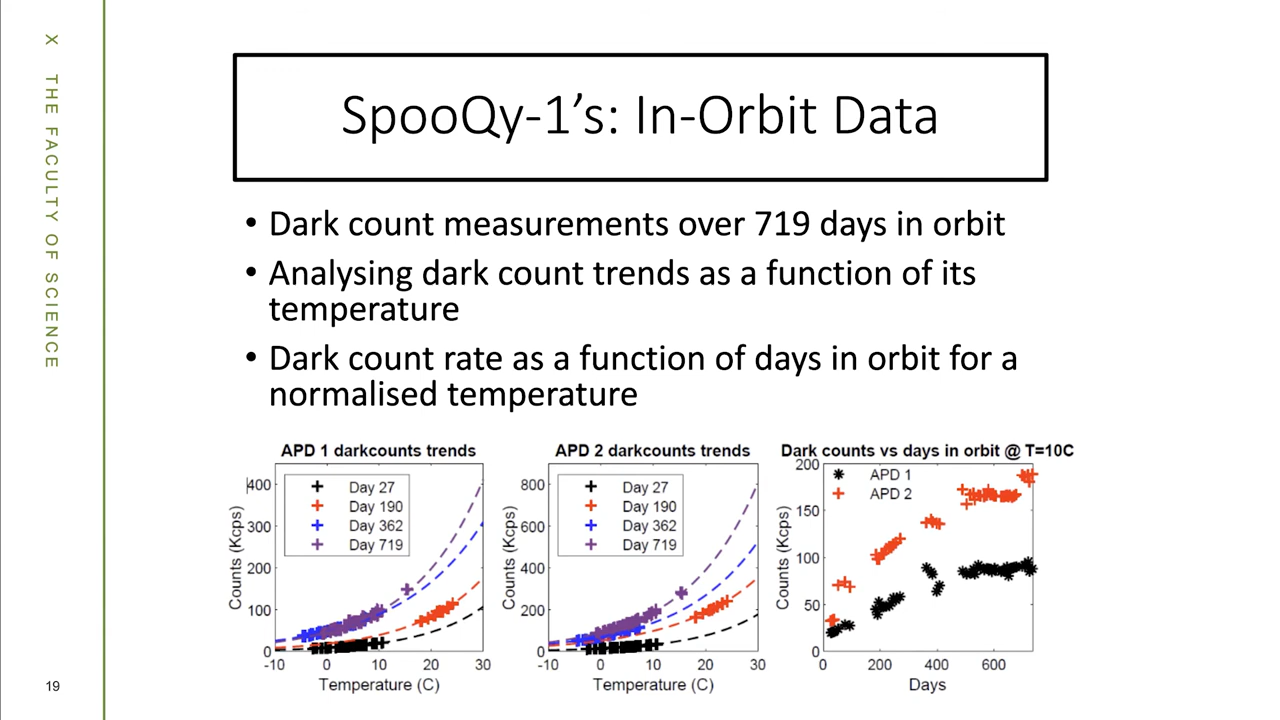 X THE FACULTY OF SCIENCE
SpooQy-1’s: In-Orbit Data
• Dark count measurements over 719 days in orbit
• Analysing dark count trends as a function of its
temperature
• Dark count rate as a function of days in orbit for a
normalised temperature
APD 1 darkcounts trends
Counts (Kcps)
400
300
200
100
0
Day 27
Day 190
Day 362
Day 719
-10 0 10 20 30
Temperature (C)
APD 2 darkcounts trends
Counts (Kcps)
800
600
400
200
0
Day 27
Day 190
Day 362
Day 719
-10 0 10 20 30
Temperature (C)
Dark counts vs days in orbit @ T=10C
Counts (Kcps)
200
150
100
50
0
APD 1
APD 2
0 200 400 600
Days
19